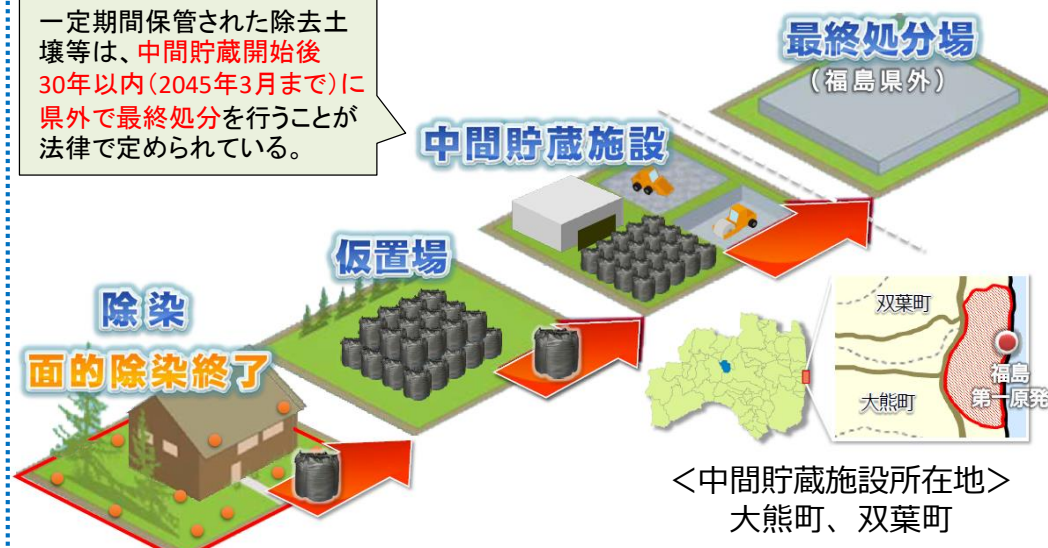 一定期間保管された除去土
壌等は、中間貯蔵開始後
30年以内(2045年3月まで)に
県外で最終処分を行うことが
法律で定められている。
最終処分場
(福島県外)
中間貯蔵施設
仮置場
除染
面的除染終了
双葉町
福島
第一原発
大熊町
＜中間貯蔵施設所在地＞
大熊町、双葉町